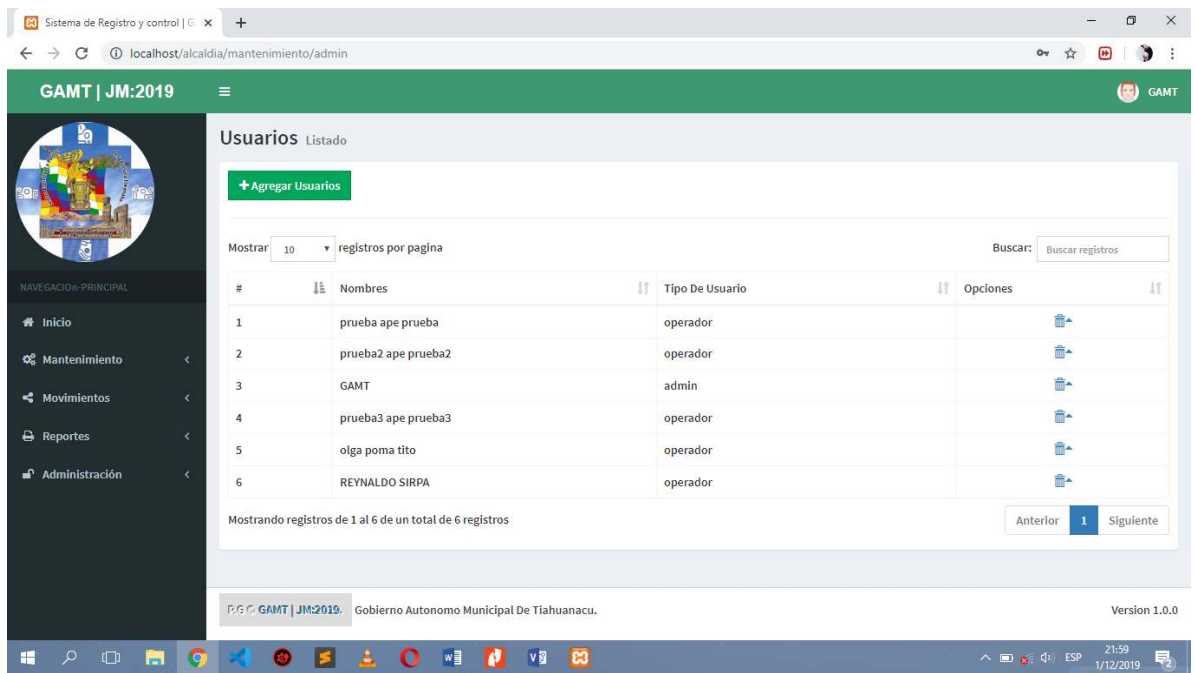 Sistema de Registro y control | G
localhost/alcaldia/mantenimiento/admin
GAMT | JM:2019
GAMT
Usuarios Listado
Agregar Usuarios
Mostrar 10 registros por pagina
Buscar: Buscar registros
NAVEGACIOn-PRINCIPAL
Inicio
Mantenimiento
Movimientos
Reportes
Administración
# Nombres Tipo De Usuario Opciones
1 prueba ape prueba operador
2 prueba2 ape prueba2 operador
3 GAMT admin
4 prueba3 ape prueba3 operador
5 olga poma tito operador
6 REYNALDO SIRPA operador
Mostrando registros de 1 al 6 de un total de 6 registros
Anterior 1 Siguiente
GAMT | JM:2019. Gobierno Autonomo Municipal De Tiahuanacu.
Version 1.0.0
ESP
21:59
1/12/2019
2